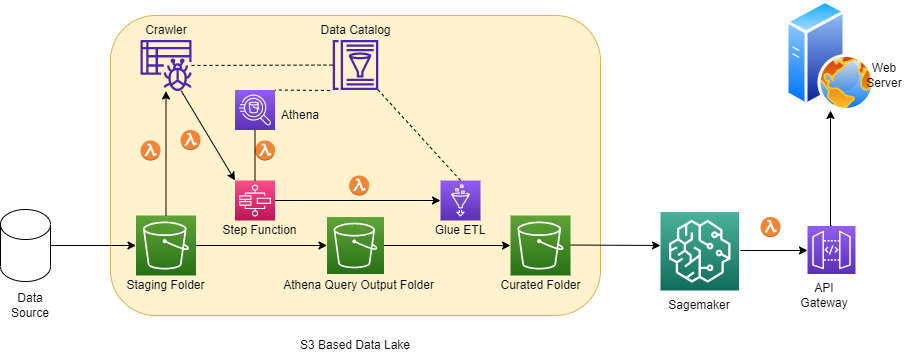 Crawler
Data Catalog
Athena
Web
Server
Step Function
Glue ETL
Staging Folder
Athena Query Output Folder
Curated Folder
Data
Source
Sagemaker
API
Gateway
S3 Based Data Lake